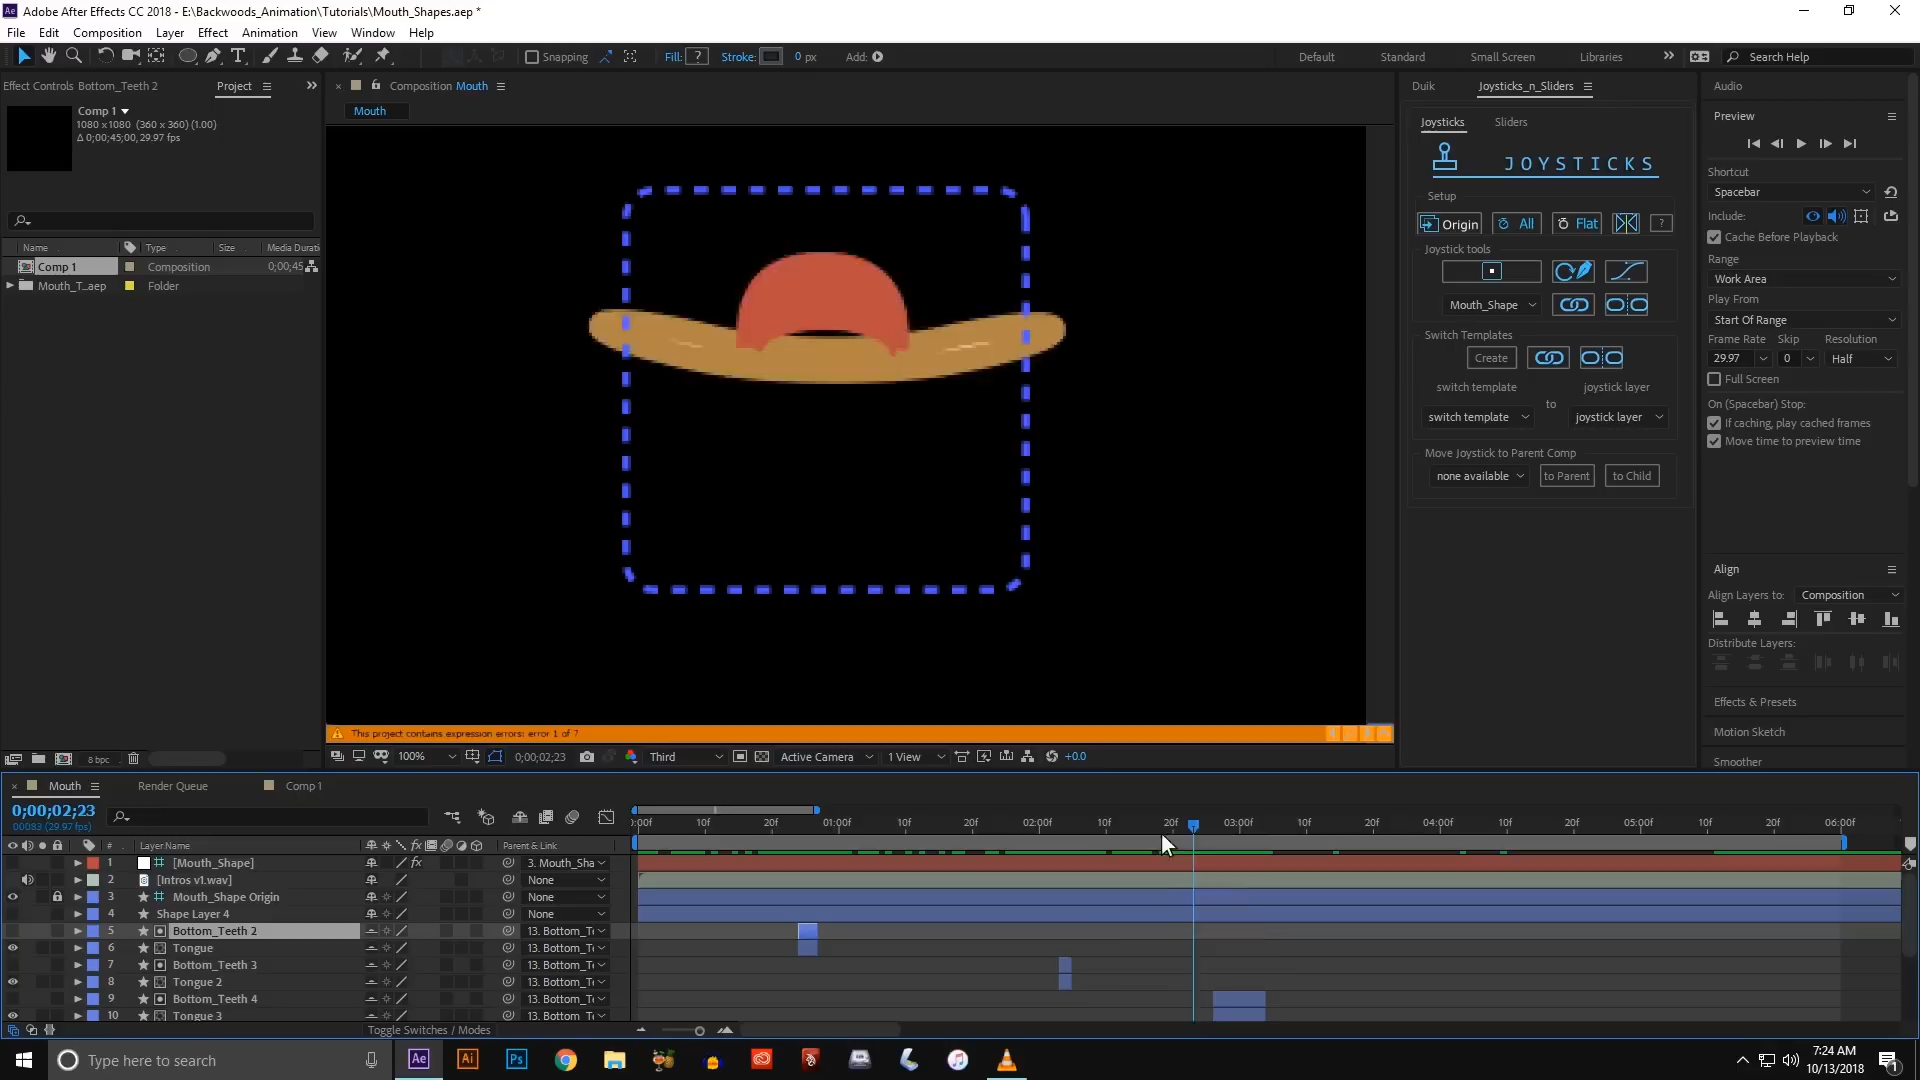 Adobe After Effects CC 2018 - E:\Backwoods_Animation\Tutorials\Mouth_Shapes.aep *
File Edit Composition Layer Effect Animation View Window Help
Snapping Fill: ? Stroke: 0 px Add: Default Standard Small Screen Libraries Search Help
Effect Controls Bottom_Teeth 2 Project
Comp 1
1080 x 1080 (360 x 360) (1.00)
Δ 0;00;45;00, 29.97 fps
Name Type Size Media Durati
Comp 1 Composition 0;00;45
Mouth_T..aep Folder
8 bpc
Composition Mouth
Mouth
This project contains expression errors: error 1 of 7
100% 0;00;02;23 Third Active Camera 1 View +0.0
Duik Joysticks_n_Sliders
Joysticks Sliders
JOYSTICKS
Setup
Origin All Flat ?
Joystick tools
Mouth_Shape
Switch Templates
Create
switch template joystick layer
to
switch template joystick layer
Move Joystick to Parent Comp
none available to Parent to Child
Audio
Preview
Shortcut
Spacebar
Include:
Cache Before Playback
Range
Work Area
Play From
Start Of Range
Frame Rate Skip Resolution
29.97 0 Half
Full Screen
On (Spacebar) Stop:
If caching, play cached frames
Move time to preview time
Align
Align Layers to: Composition
Distribute Layers:
Effects & Presets
Motion Sketch
Smoother
Mouth Render Queue Comp 1
0;00;02;23
00083 (29.97 fps)
:00f 10f 20f 01:00f 10f 20f 02:00f 10f 20f 03:00f 10f 20f 04:00f 10f 20f 05:00f 10f 20f 06:00f
# Layer Name fx Parent & Link
1 [Mouth_Shape] fx 3. Mouth_Sha
2 [Intros v1.wav] None
3 Mouth_Shape Origin None
4 Shape Layer 4 None
5 Bottom_Teeth 2 13. Bottom_Te
6 Tongue 13. Bottom_Te
7 Bottom_Teeth 3 13. Bottom_Te
8 Tongue 2 13. Bottom_Te
9 Bottom_Teeth 4 13. Bottom_Te
10 Tongue 3 13. Bottom_Te
Toggle Switches / Modes
Type here to search
Ae Ai Ps
7:24 AM
10/13/2018
1